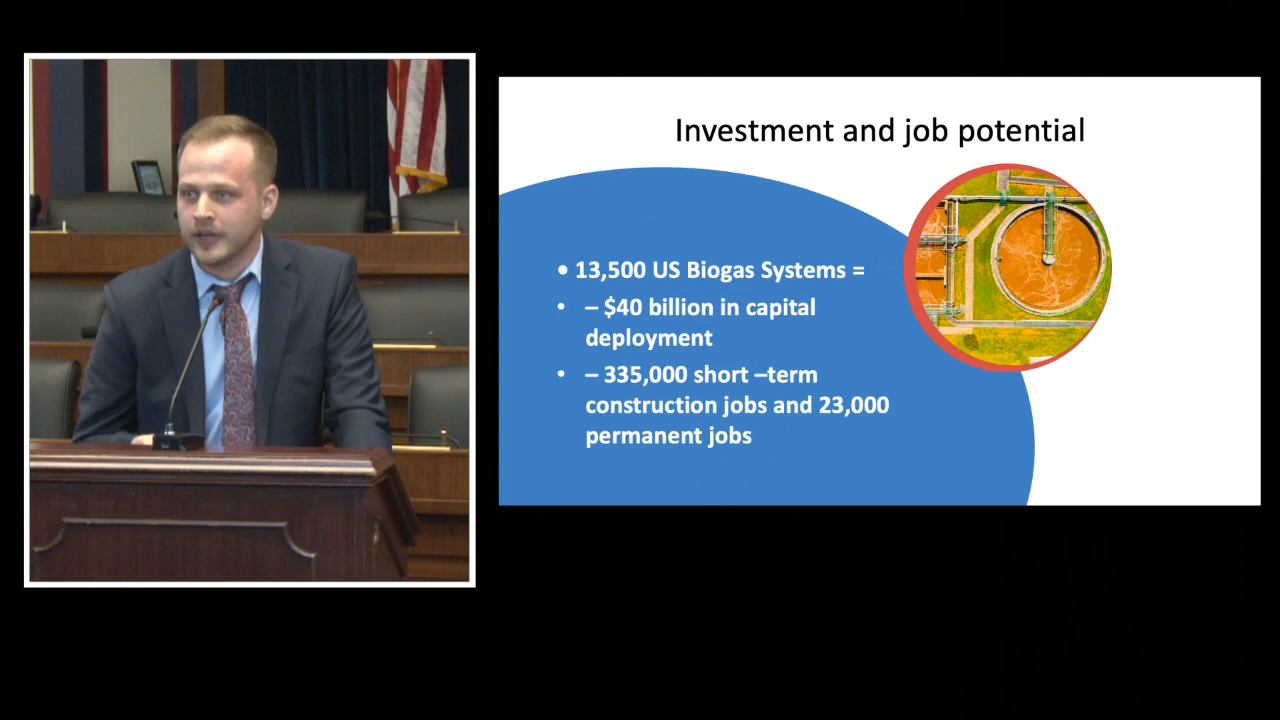 Investment and job potential
• 13,500 US Biogas Systems =
• – $40 billion in capital
deployment
• – 335,000 short –term
construction jobs and 23,000
permanent jobs